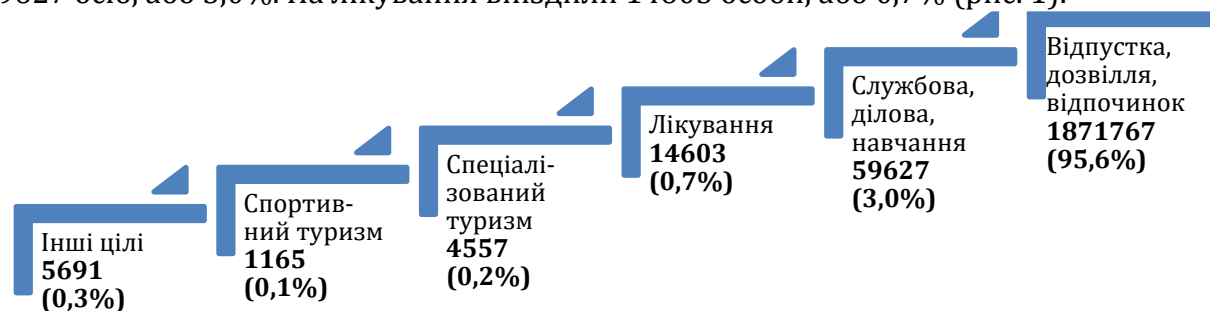 осіб, або 3,0%. На лікування виїздили 14603 особи, або 0,7% (рис. 1).
Інші цілі
5691
(0,3%)
Спортив-
ний туризм
1165
(0,1%)
Спеціалі-
зований
туризм
4557
(0,2%)
Лікування
14603
(0,7%)
Службова,
ділова,
навчання
59627
(3,0%)
Відпустка,
дозвілля,
відпочинок
1871767
(95,6%)